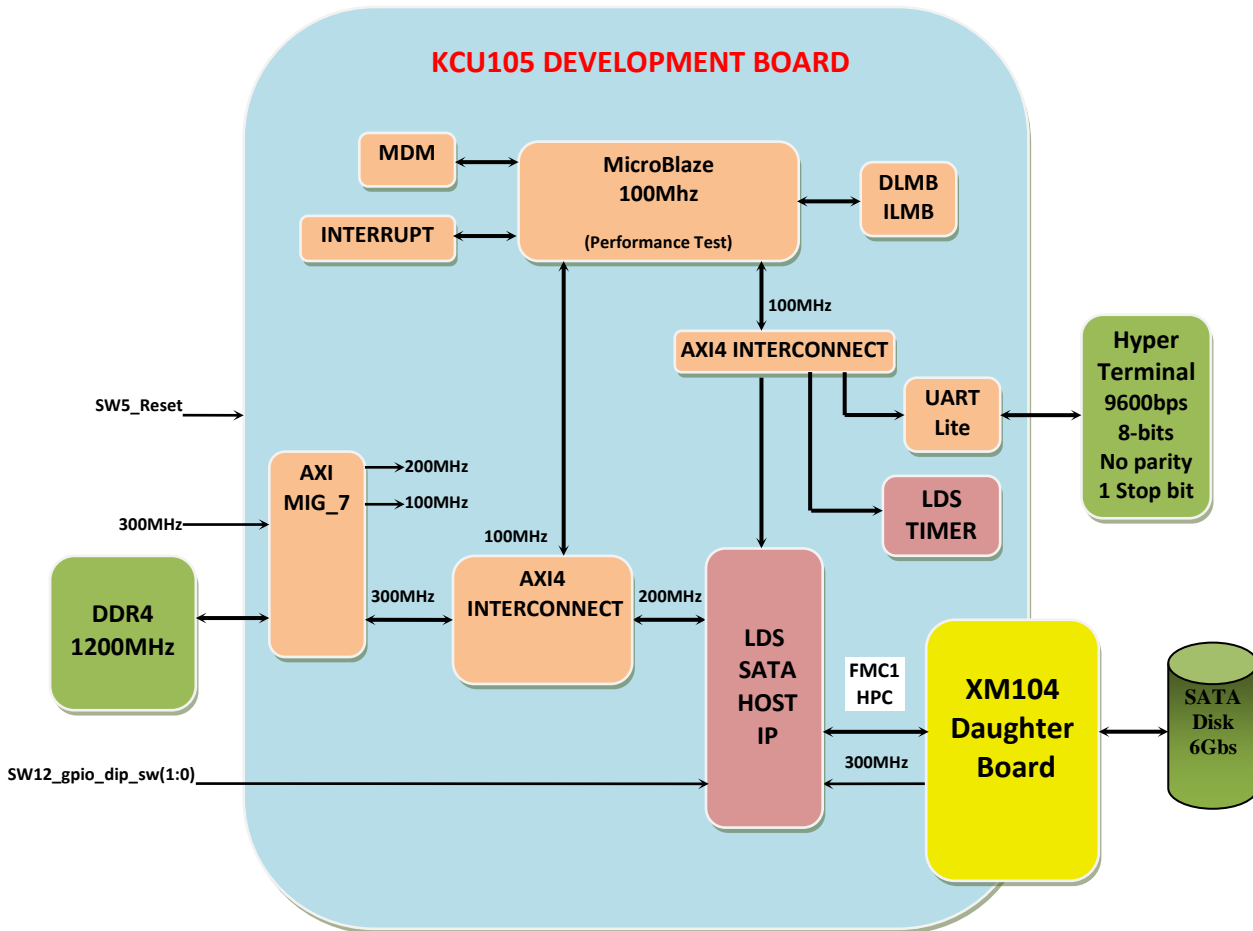 KCU105 DEVELOPMENT BOARD
MDM
MicroBlaze
100Mhz
(Performance Test)
DLMB
ILMB
INTERRUPT
100MHz
AXI4 INTERCONNECT
Hyper
Terminal
9600bps
8-bits
No parity
1 Stop bit
UART
Lite
SW5_Reset
AXI
MIG_7
200MHz
100MHz
LDS
TIMER
300MHz
100MHz
DDR4
1200MHz
300MHz
AXI4
INTERCONNECT
200MHz
LDS
SATA
HOST
IP
FMC1
HPC
300MHz
XM104
Daughter
Board
SATA
Disk
6Gbs
SW12_gpio_dip_sw(1:0)